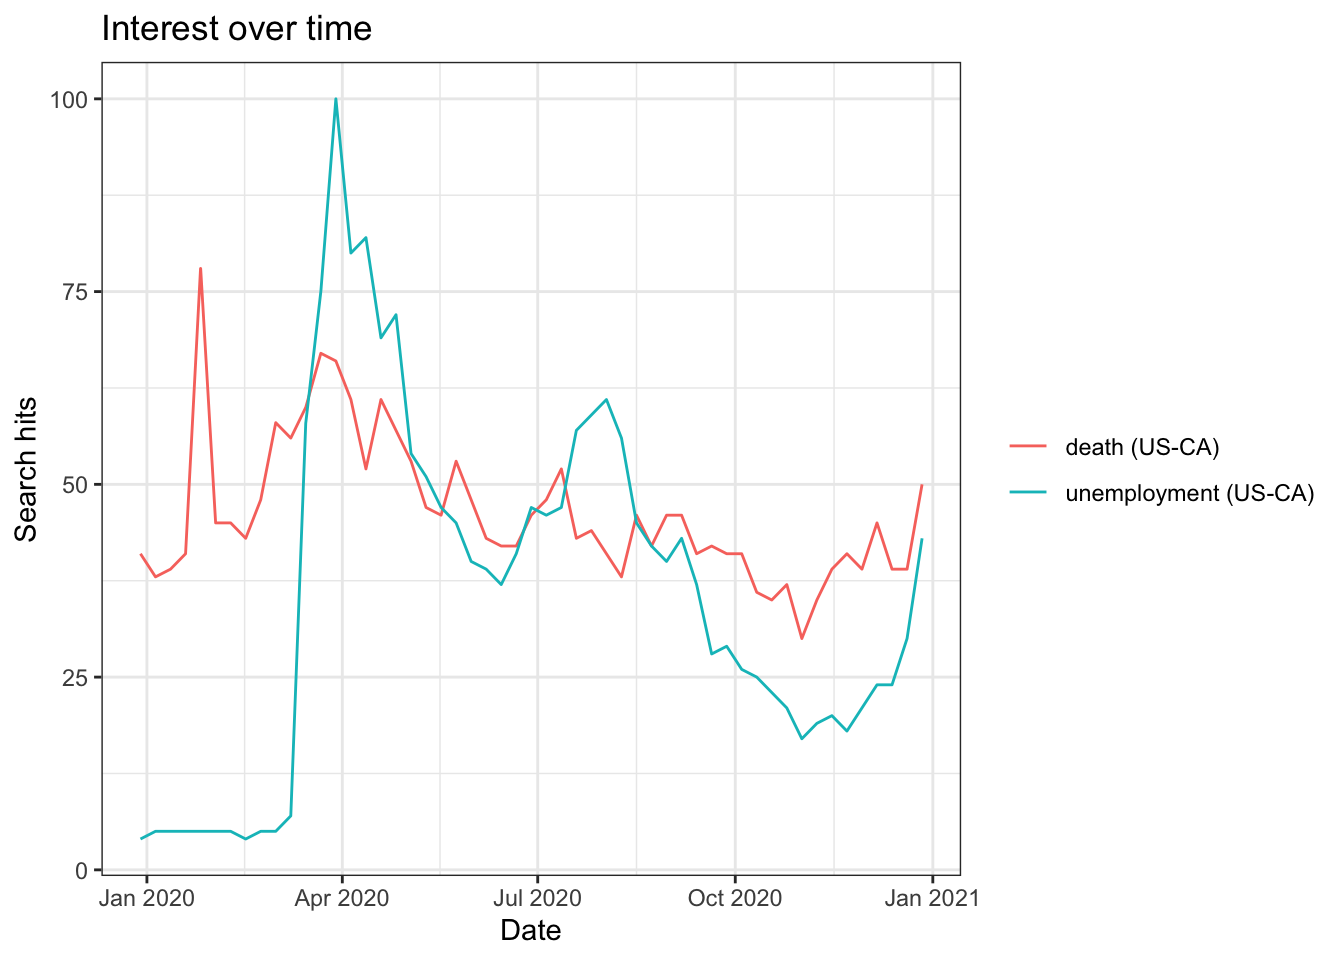 Interest over time
100
75
50
25
0
Search hits
Jan 2020 Apr 2020 Jul 2020 Oct 2020 Jan 2021
Date
death (US-CA)
unemployment (US-CA)